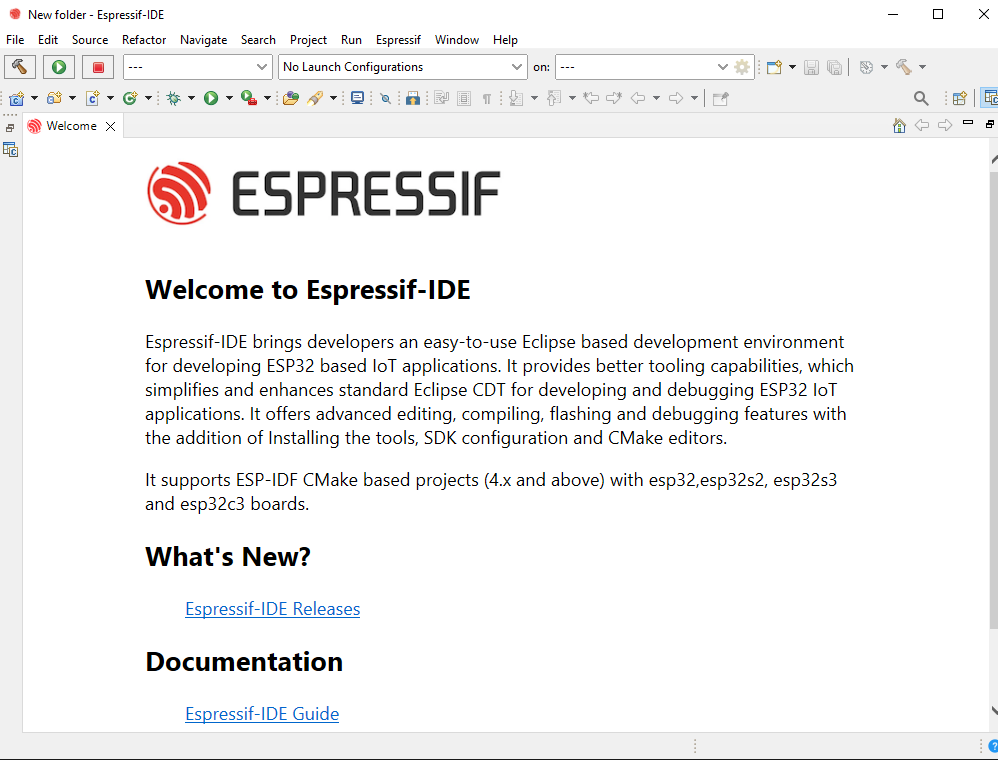 New folder - Espressif-IDE
File Edit Source Refactor Navigate Search Project Run Espressif Window Help
--- No Launch Configurations on: ---
Welcome
ESPRESSIF
Welcome to Espressif-IDE
Espressif-IDE brings developers an easy-to-use Eclipse based development environment
for developing ESP32 based IoT applications. It provides better tooling capabilities, which
simplifies and enhances standard Eclipse CDT for developing and debugging ESP32 IoT
applications. It offers advanced editing, compiling, flashing and debugging features with
the addition of Installing the tools, SDK configuration and CMake editors.
It supports ESP-IDF CMake based projects (4.x and above) with esp32,esp32s2, esp32s3
and esp32c3 boards.
What's New?
Espressif-IDE Releases
Documentation
Espressif-IDE Guide